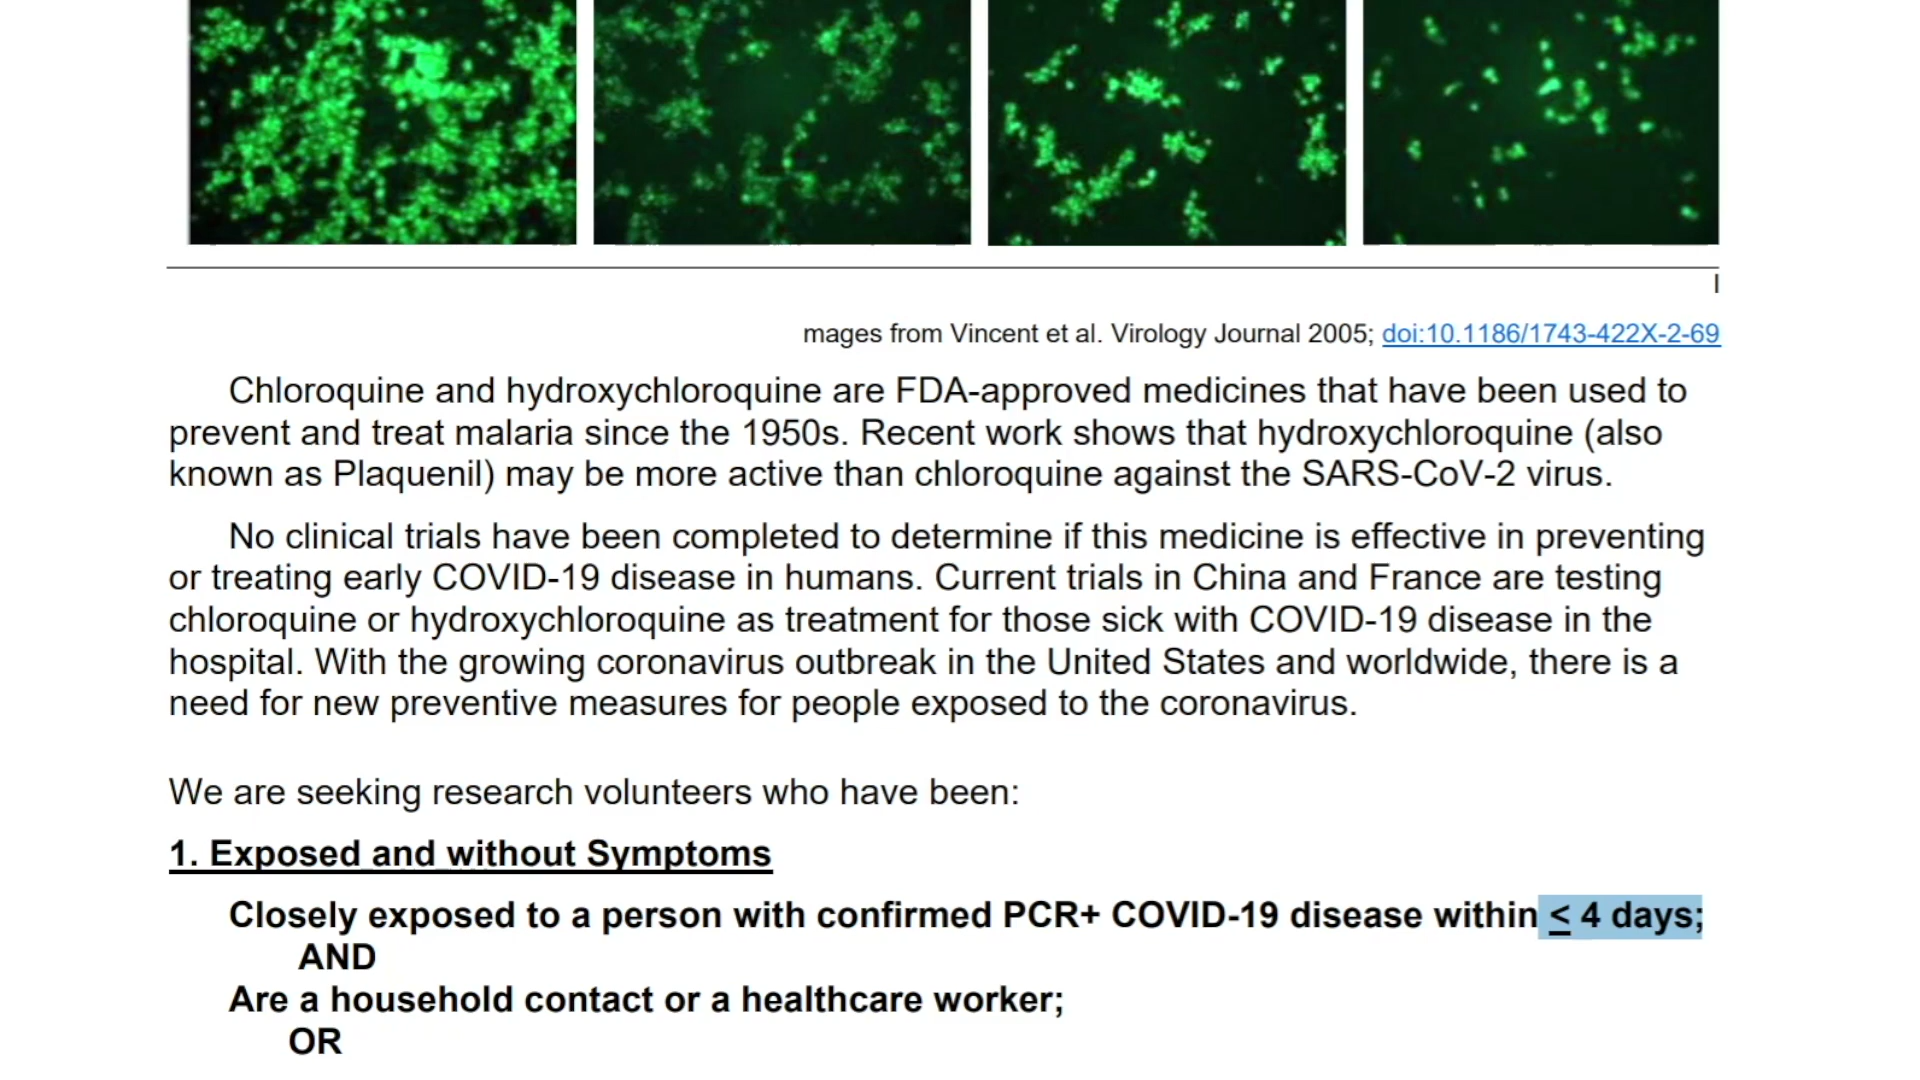 I
mages from Vincent et al. Virology Journal 2005; doi:10.1186/1743-422X-2-69
Chloroquine and hydroxychloroquine are FDA-approved medicines that have been used to
prevent and treat malaria since the 1950s. Recent work shows that hydroxychloroquine (also
known as Plaquenil) may be more active than chloroquine against the SARS-CoV-2 virus.
No clinical trials have been completed to determine if this medicine is effective in preventing
or treating early COVID-19 disease in humans. Current trials in China and France are testing
chloroquine or hydroxychloroquine as treatment for those sick with COVID-19 disease in the
hospital. With the growing coronavirus outbreak in the United States and worldwide, there is a
need for new preventive measures for people exposed to the coronavirus.
We are seeking research volunteers who have been:
1. Exposed and without Symptoms
Closely exposed to a person with confirmed PCR+ COVID-19 disease within < 4 days;
AND
Are a household contact or a healthcare worker;
OR